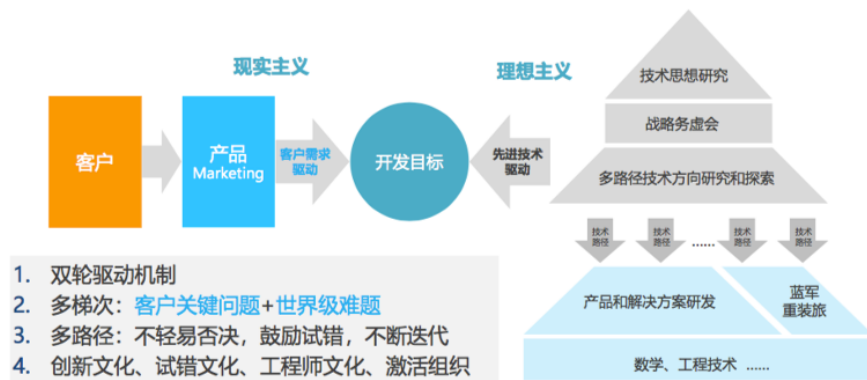 现实主义
理想主义
客户
产品
Marketing
客户需求
驱动
开发目标
先进技术
驱动
技术思想研究
战略务虚会
多路径技术方向研究和探索
技术
路径
技术
路径
......
技术
路径
技术
路径
产品和解决方案研发
蓝军
重装旅
数学、工程技术 ......
1. 双轮驱动机制
2. 多梯次：客户关键问题+世界级难题
3. 多路径：不轻易否决，鼓励试错，不断迭代
4. 创新文化、试错文化、工程师文化、激活组织